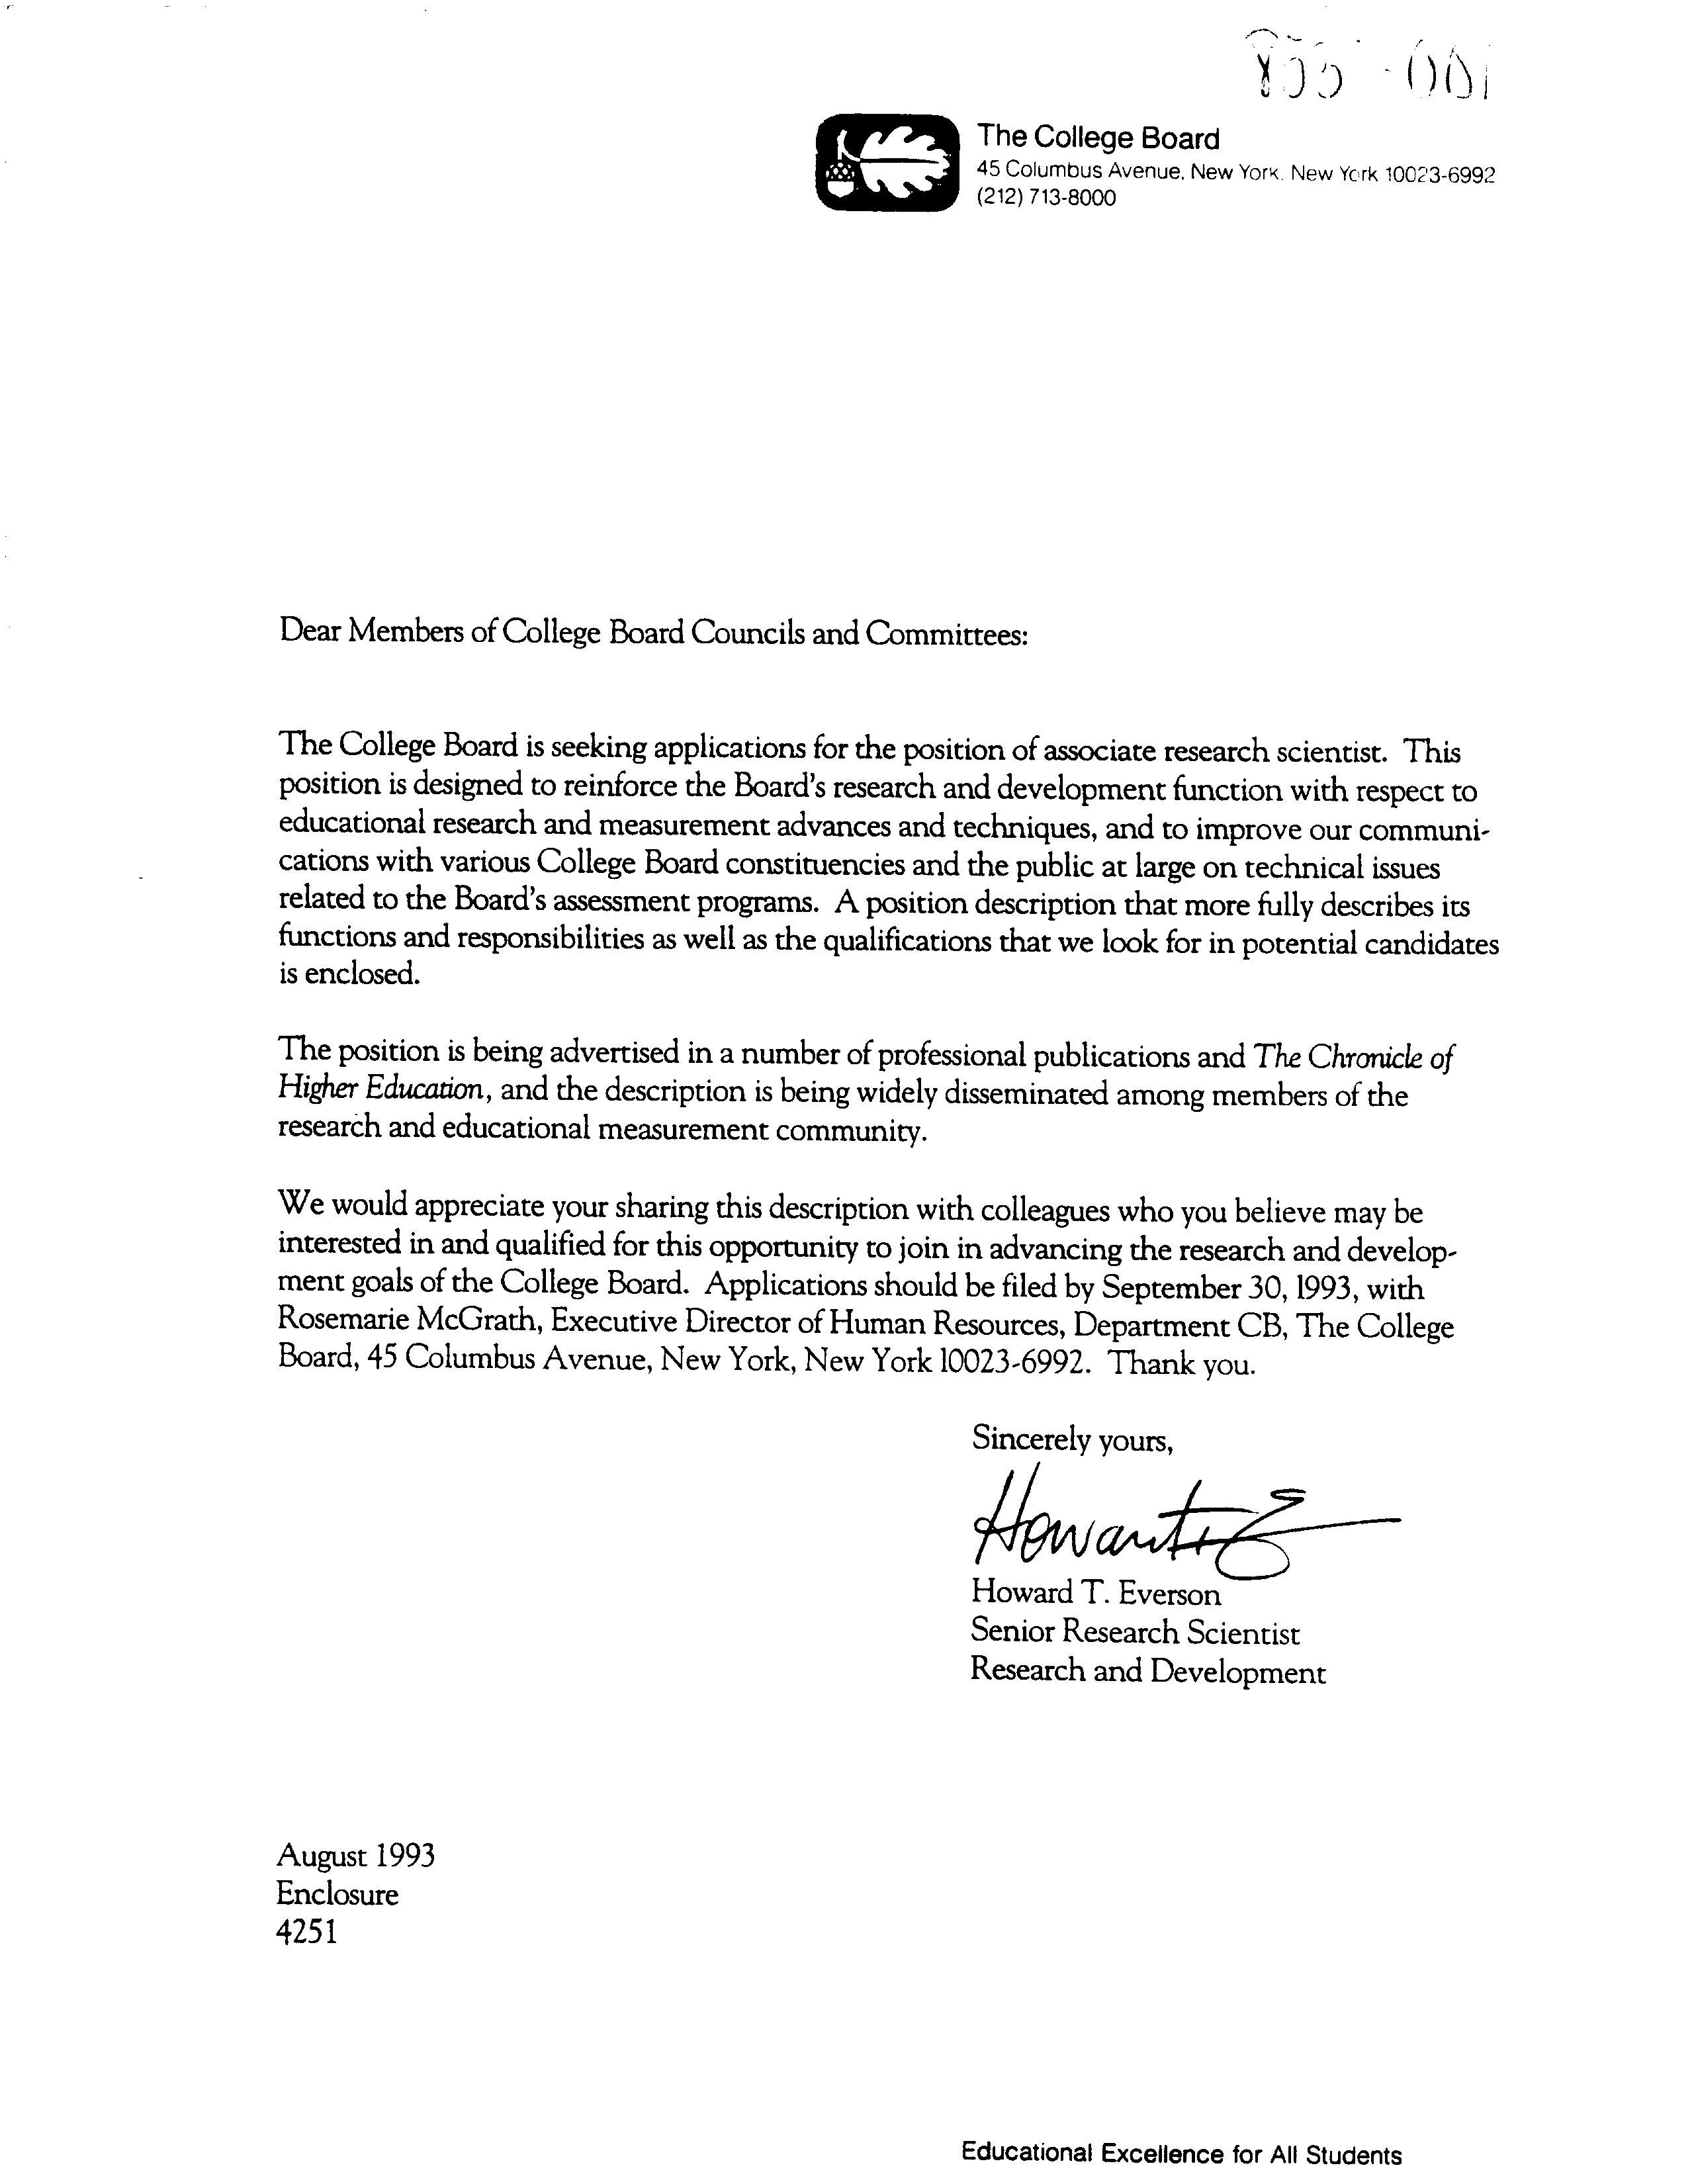 The College Board
45 Columbus Avenue, New York, New York 10023-6992
(212) 713-8000
Dear Members of College Board Councils and Committees:
The College Board is seeking applications for the position of associate research scientist. This
position is designed to reinforce the Board's research and development function with respect to
educational research and measurement advances and techniques, and to improve our communi-
cations with various College Board constituencies and the public at large on technical issues
related to the Board's assessment programs. A position description that more fully describes its
functions and responsibilities as well as the qualifications that we look for in potential candidates
is enclosed.
The position is being advertised in a number of professional publications and The Chronicle of
Higher Education, and the description is being widely disseminated among members of the
research and educational measurement community.
We would appreciate your sharing this description with colleagues who you believe may be
interested in and qualified for this opportunity to join in advancing the research and develop-
ment goals of the College Board. Applications should be filed by September 30, 1993, with
Rosemarie McGrath, Executive Director of Human Resources, Department CB, The College
Board, 45 Columbus Avenue, New York, New York 10023-6992. Thank you.
Sincerely yours,
Howard T. Everson
Senior Research Scientist
Research and Development
August 1993
Enclosure
4251
Educational Excellence for All Students